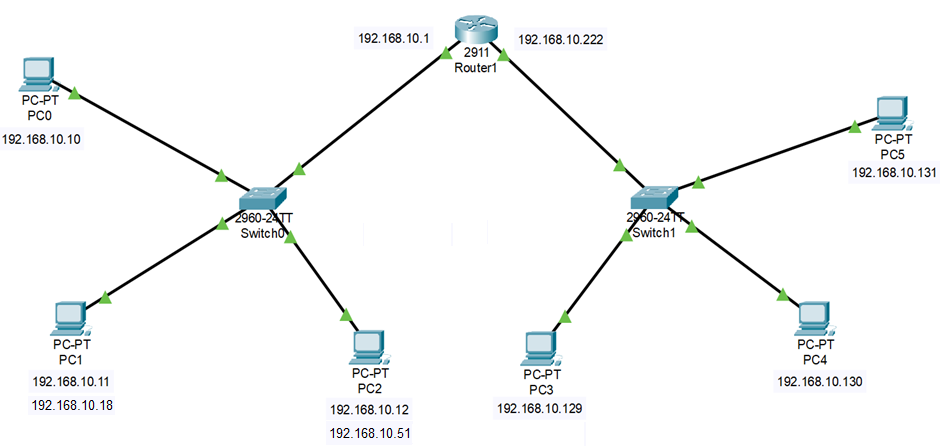 192.168.10.1
192.168.10.222
2911
Router1
PC-PT
PC0
192.168.10.10
PC-PT
PC5
192.168.10.131
2960-24TT
Switch0
2960-24TT
Switch1
PC-PT
PC1
192.168.10.11
192.168.10.18
PC-PT
PC2
192.168.10.12
192.168.10.51
PC-PT
PC3
192.168.10.129
PC-PT
PC4
192.168.10.130